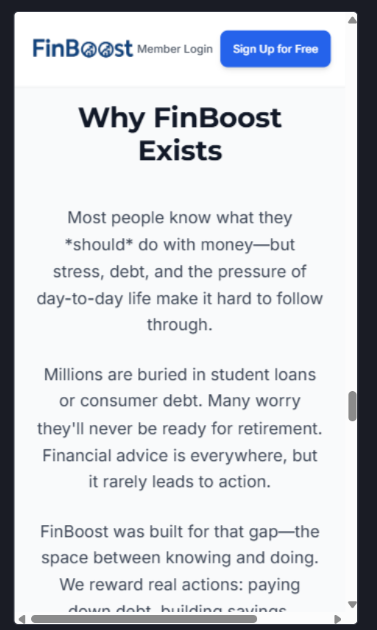 FinBoost Member Login Sign Up for Free
Why FinBoost
Exists
Most people know what they
*should* do with money—but
stress, debt, and the pressure of
day-to-day life make it hard to follow
through.
Millions are buried in student loans
or consumer debt. Many worry
they'll never be ready for retirement.
Financial advice is everywhere, but
it rarely leads to action.
FinBoost was built for that gap—the
space between knowing and doing.
We reward real actions: paying
down debt, building savings,